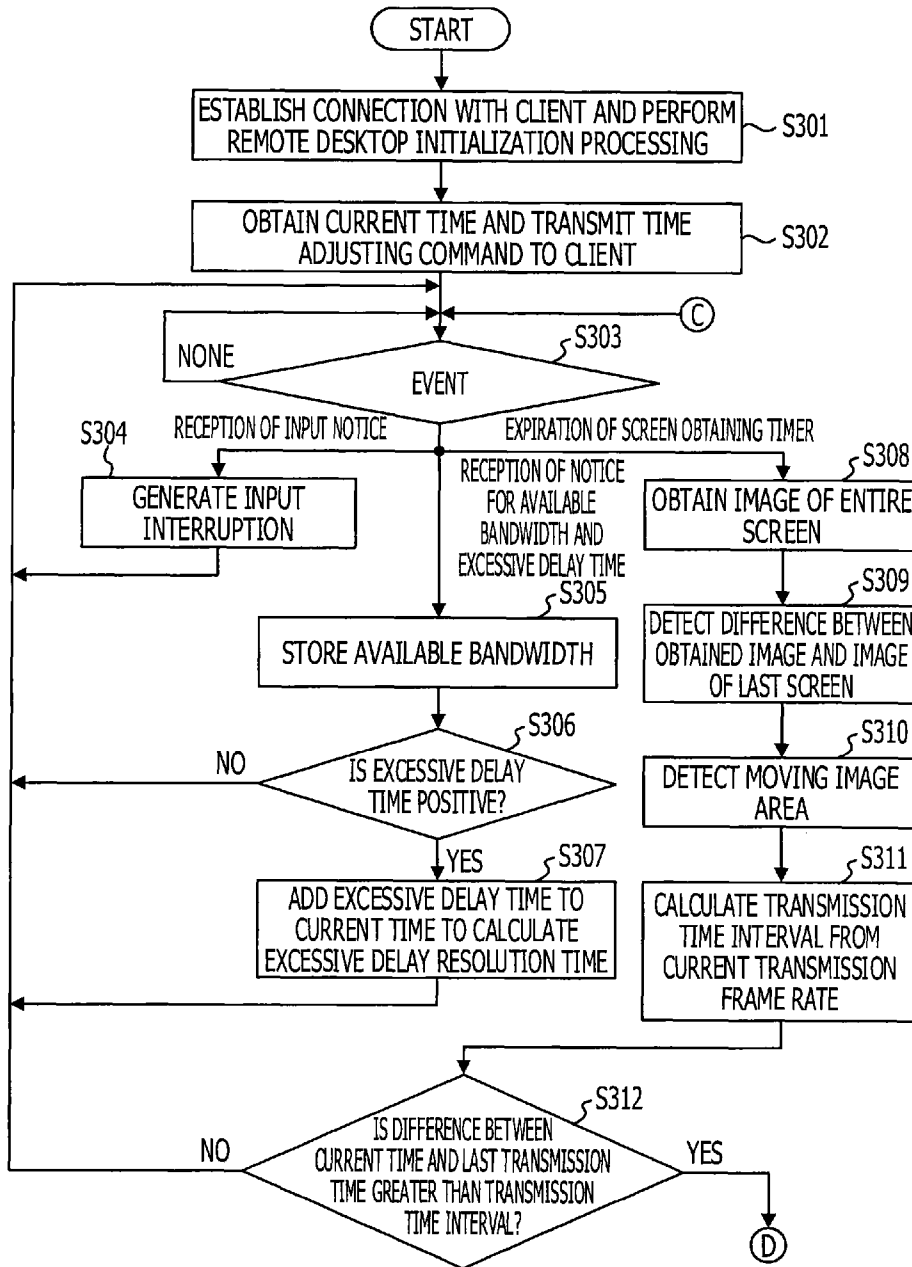 START
ESTABLISH CONNECTION WITH CLIENT AND PERFORM
REMOTE DESKTOP INITIALIZATION PROCESSING
S301
OBTAIN CURRENT TIME AND TRANSMIT TIME
ADJUSTING COMMAND TO CLIENT
S302
C
S303
NONE
EVENT
RECEPTION OF INPUT NOTICE
EXPIRATION OF SCREEN OBTAINING TIMER
S304
GENERATE INPUT
INTERRUPTION
RECEPTION OF NOTICE
FOR AVAILABLE
BANDWIDTH AND
EXCESSIVE DELAY TIME
S308
OBTAIN IMAGE OF ENTIRE
SCREEN
S305
STORE AVAILABLE BANDWIDTH
S309
DETECT DIFFERENCE BETWEEN
OBTAINED IMAGE AND IMAGE
OF LAST SCREEN
S306
NO
IS EXCESSIVE DELAY
TIME POSITIVE?
YES
S310
DETECT MOVING IMAGE
AREA
S307
ADD EXCESSIVE DELAY TIME TO
CURRENT TIME TO CALCULATE
EXCESSIVE DELAY RESOLUTION TIME
S311
CALCULATE TRANSMISSION
TIME INTERVAL FROM
CURRENT TRANSMISSION
FRAME RATE
S312
NO
IS DIFFERENCE BETWEEN
CURRENT TIME AND LAST TRANSMISSION
TIME GREATER THAN TRANSMISSION
TIME INTERVAL?
YES
D